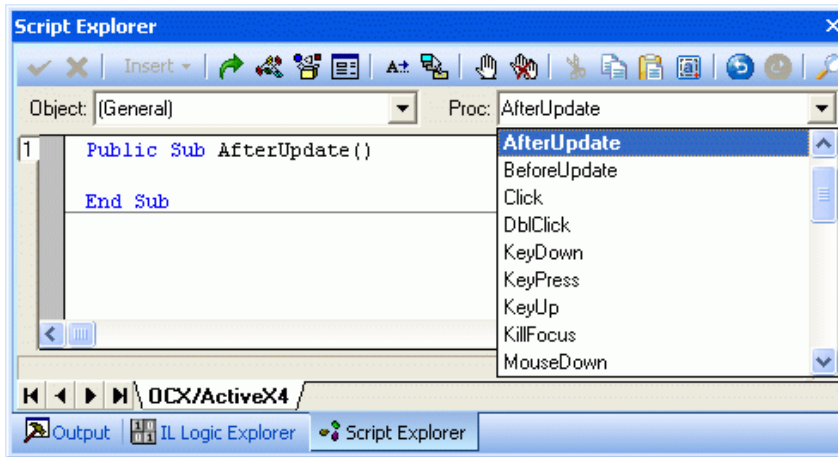 Script Explorer
Insert
Object: (General) Proc: AfterUpdate
1 Public Sub AfterUpdate()
End Sub
AfterUpdate
BeforeUpdate
Click
DblClick
KeyDown
KeyPress
KeyUp
KillFocus
MouseDown
OCX/ActiveX4
Output IL Logic Explorer Script Explorer